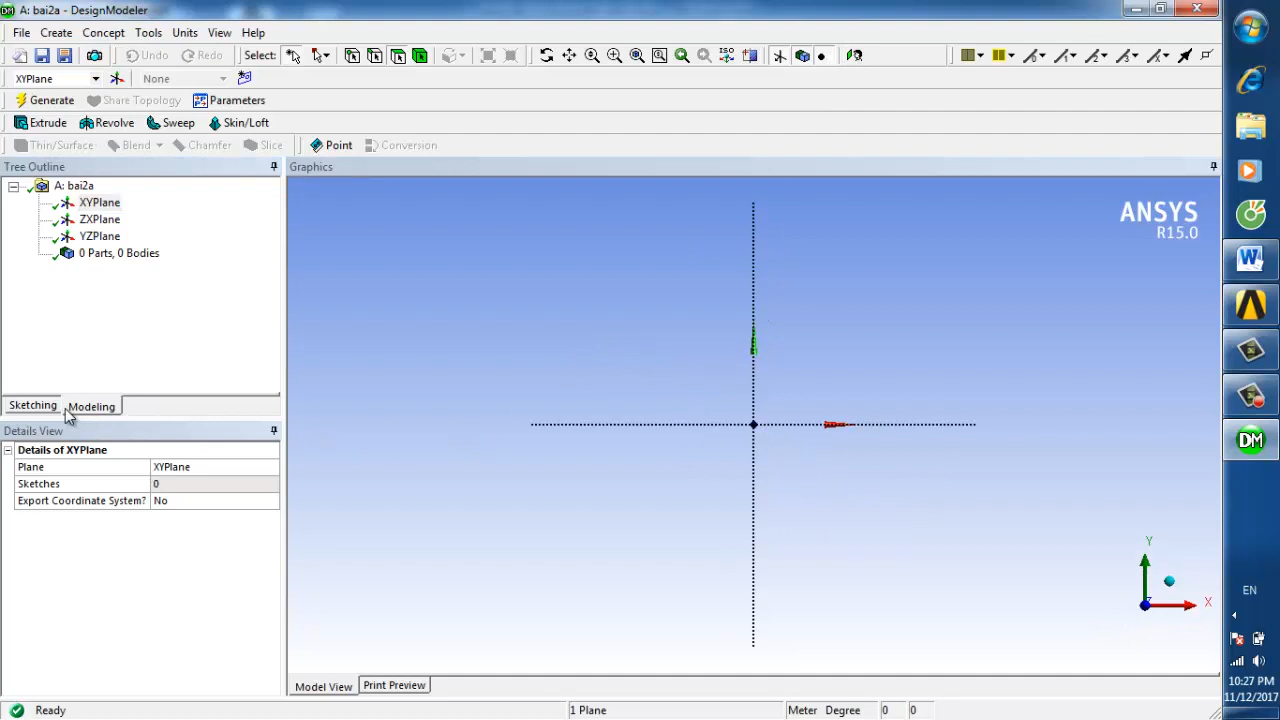 A: bai2a - DesignModeler
File Create Concept Tools Units View Help
Undo Redo Select:
XYPlane None
Generate Share Topology Parameters
Extrude Revolve Sweep Skin/Loft
Thin/Surface Blend Chamfer Slice Point Conversion
Tree Outline
A: bai2a
XYPlane
ZXPlane
YZPlane
0 Parts, 0 Bodies
Sketching Modeling
Details View
Details of XYPlane
Plane XYPlane
Sketches 0
Export Coordinate System? No
Graphics
ANSYS
R15.0
Y
Z
X
Model View Print Preview
Ready 1 Plane Meter Degree 0 0
EN
10:27 PM
11/12/2017